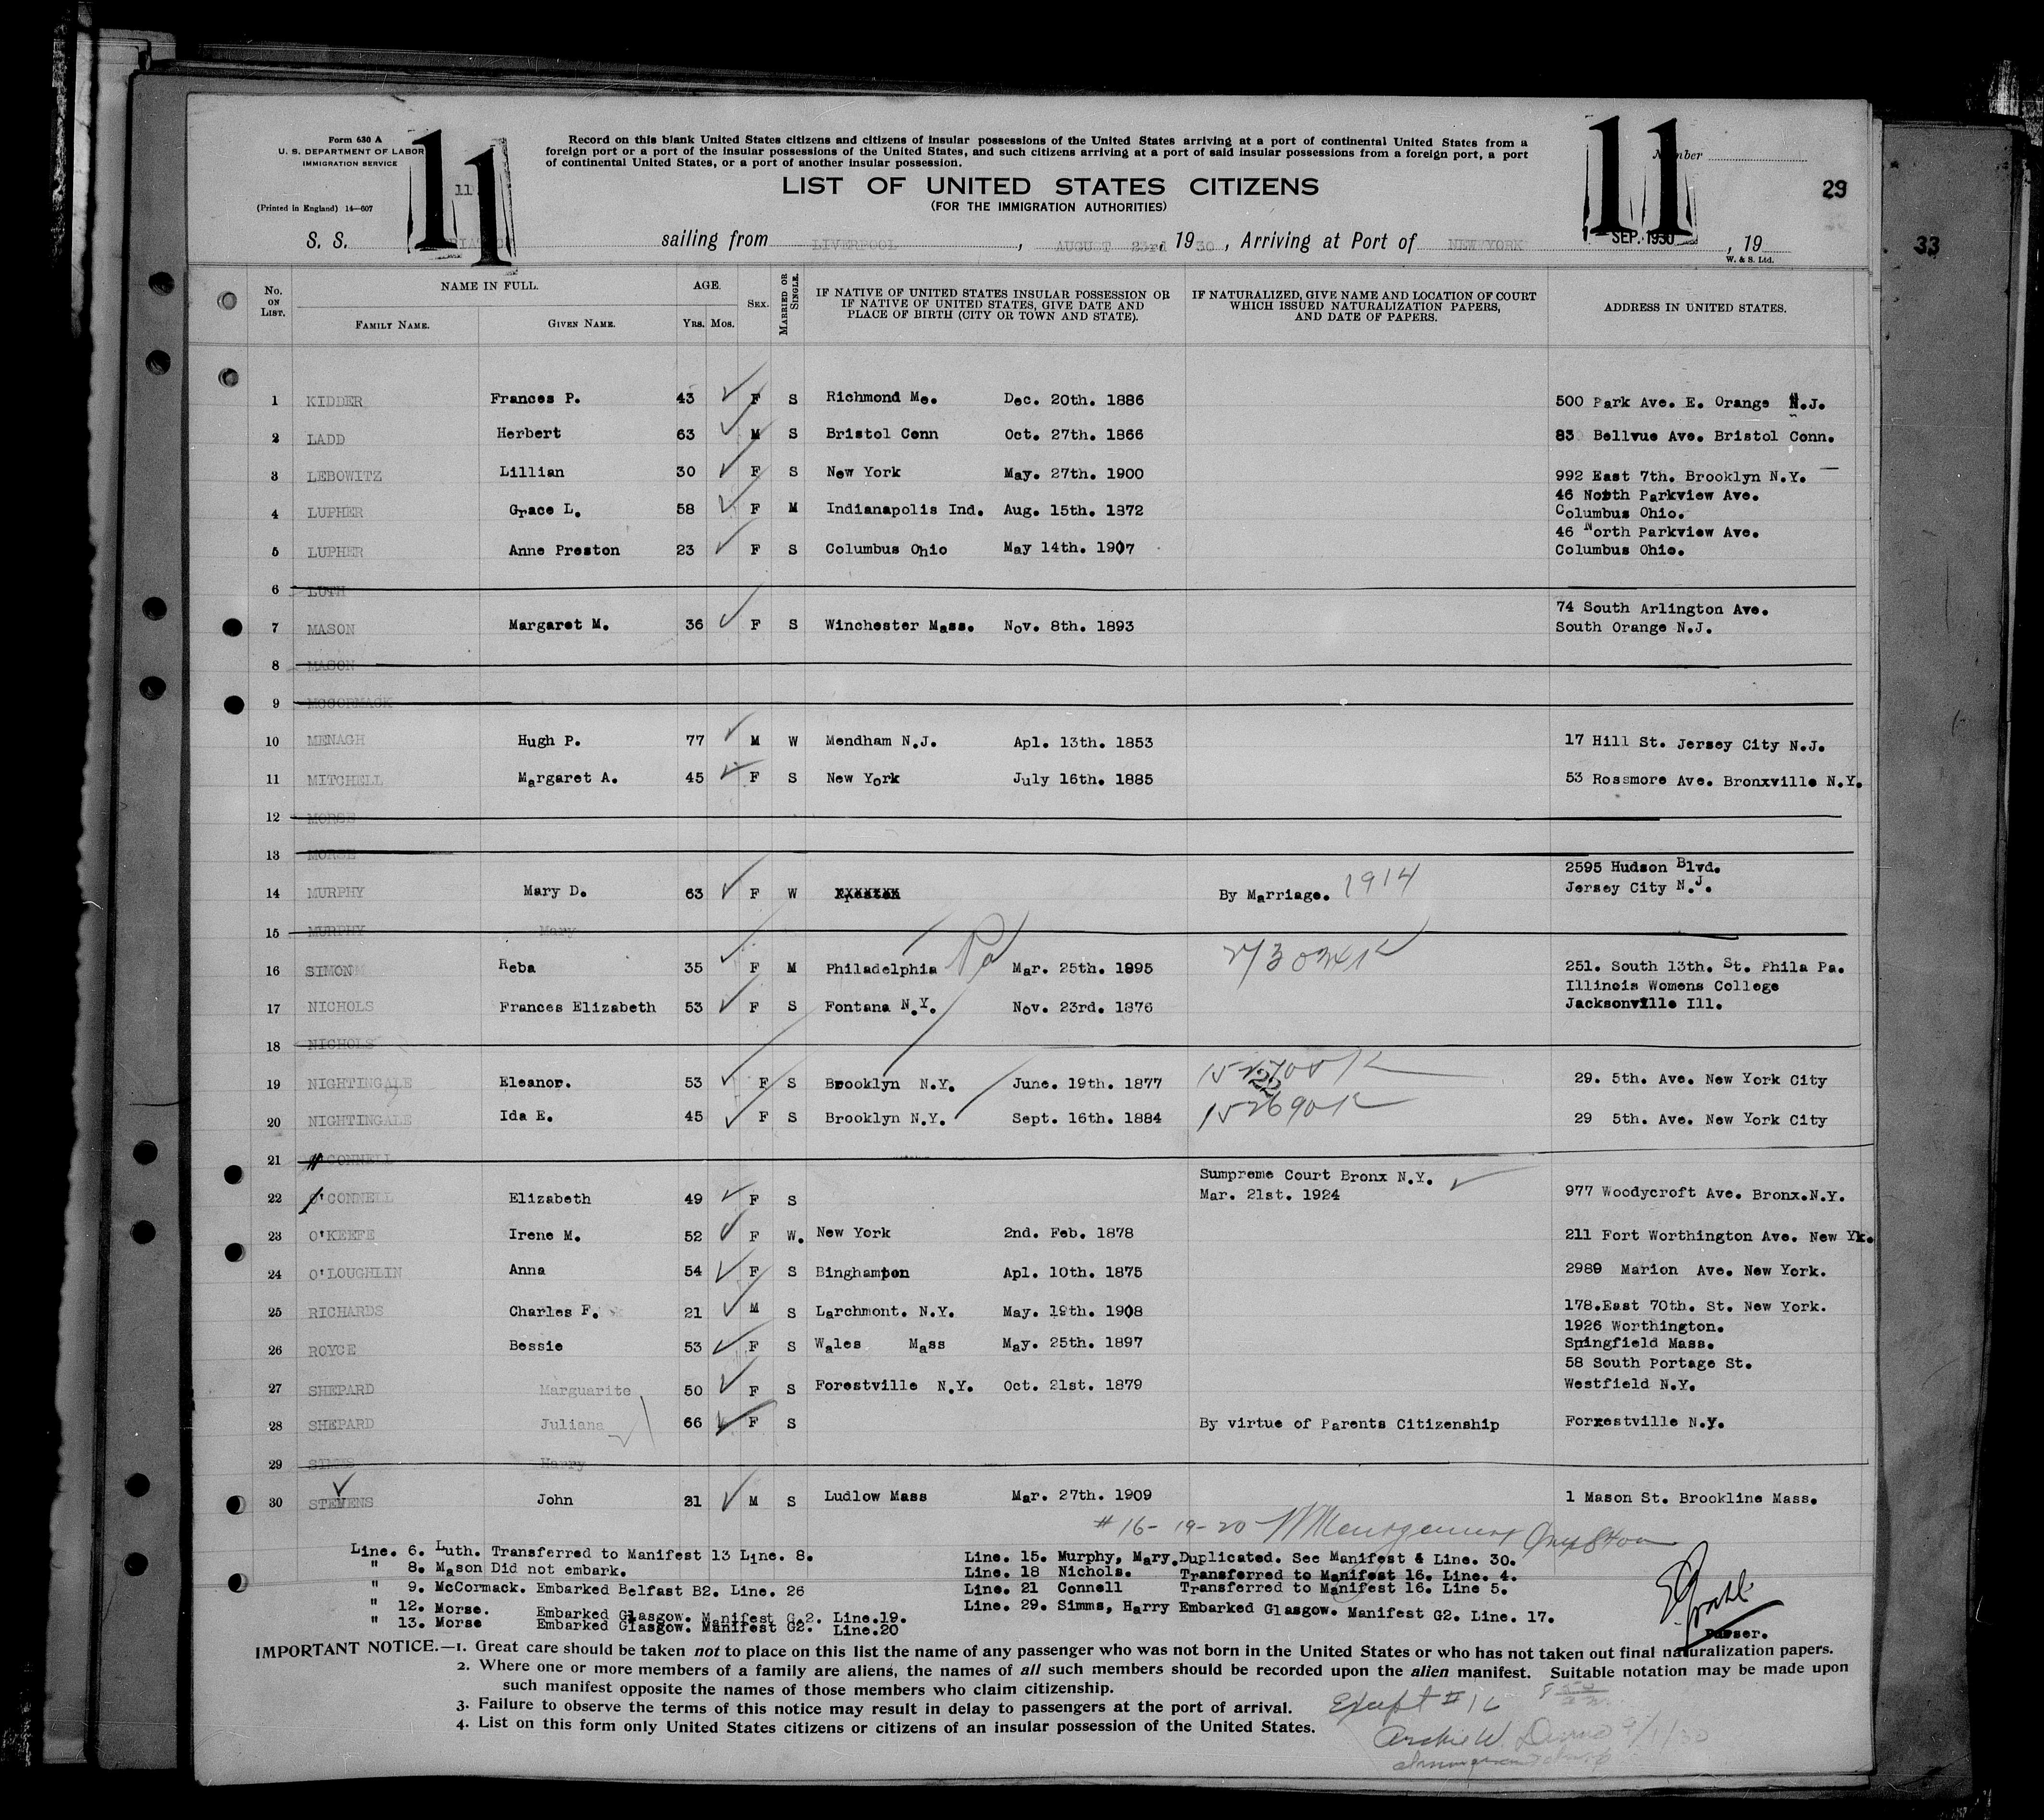 Form 630 A
U. S. DEPARTMENT OF LABOR
IMMIGRATION SERVICE
(Printed in England) 14—607
11
11
Record on this blank United States citizens and citizens of insular possessions of the United States arriving at a port of continental United States from a
foreign port or a port of the insular possessions of the United States, and such citizens arriving at a port of said insular possessions from a foreign port, a port
of continental United States, or a port of another insular possession.
LIST OF UNITED STATES CITIZENS
(FOR THE IMMIGRATION AUTHORITIES)
11
Number
29
33
S. S. sailing from LIVERPOOL, AUGUST 23rd 1930, Arriving at Port of NEWYORK SEP. 1930, 19
W. & S. Ltd.
No. ON LIST. NAME IN FULL. FAMILY NAME. GIVEN NAME. AGE. Yrs. Mos. SEX. MARRIED OR SINGLE. IF NATIVE OF UNITED STATES INSULAR POSSESSION OR IF NATIVE OF UNITED STATES, GIVE DATE AND PLACE OF BIRTH (CITY OR TOWN AND STATE). IF NATURALIZED, GIVE NAME AND LOCATION OF COURT WHICH ISSUED NATURALIZATION PAPERS, AND DATE OF PAPERS. ADDRESS IN UNITED STATES.
1 KIDDER Frances P. 43 F S Richmond Me. Dec. 20th. 1886 500 Park Ave. E. Orange N.J.
2 LADD Herbert 63 M S Bristol Conn Oct. 27th. 1866 83 Bellvue Ave. Bristol Conn.
3 LEBOWITZ Lillian 30 F S New York May. 27th. 1900 992 East 7th. Brooklyn N.Y.
4 LUPHER Grace L. 58 F M Indianapolis Ind. Aug. 15th. 1872 46 North Parkview Ave. Columbus Ohio.
5 LUPHER Anne Preston 23 F S Columbus Ohio May 14th. 1907 46 North Parkview Ave. Columbus Ohio.
6 LUTH
7 MASON Margaret M. 36 F S Winchester Mass. Nov. 8th. 1893 74 South Arlington Ave. South Orange N.J.
8 MASON
9 MCCORMACK
10 MENAGH Hugh P. 77 M W Mendham N.J. Apl. 13th. 1853 17 Hill St. Jersey City N.J.
11 MITCHELL Margaret A. 45 F S New York July 16th. 1885 53 Rossmore Ave. Bronxville N.Y.
12 MORSE
13 MORSE
14 MURPHY Mary D. 63 F W By Marriage. 1914 2595 Hudson Blvd. Jersey City N.J.
15 MURPHY Mary
16 SIMON Reba 35 F M Philadelphia Pa Mar. 25th. 1895 251. South 13th. St. Phila Pa.
17 NICHOLS Frances Elizabeth 53 F S Fontana N.Y. Nov. 23rd. 1876 Illinois Womens College Jacksonville Ill.
18 NICHOLS
19 NIGHTINGALE Eleanor. 53 F S Brooklyn N.Y. June. 19th. 1877 29. 5th. Ave. New York City
20 NIGHTINGALE Ida E. 45 F S Brooklyn N.Y. Sept. 16th. 1884 152690K 29 5th. Ave. New York City
21 CONNELL
22 O'CONNELL Elizabeth 49 F S Sumpreme Court Bronx N.Y. Mar. 21st. 1924 977 Woodycroft Ave. Bronx.N.Y.
23 O'KEEFE Irene M. 52 F W. New York 2nd. Feb. 1878 211 Fort Worthington Ave. New Yk.
24 O'LOUGHLIN Anna 54 F S Binghampon Apl. 10th. 1875 2989 Marion Ave. New York.
25 RICHARDS Charles F. 21 M S Larchmont. N.Y. May. 19th. 1908 178.East 70th. St. New York.
26 ROYCE Bessie 53 F S Wales Mass May. 25th. 1897 1926 Worthington. Spingfield Mass.
27 SHEPARD Marguarite 50 F S Forestville N.Y. Oct. 21st. 1879 58 South Portage St. Westfield N.Y.
28 SHEPARD Juliana 66 F S By virtue of Parents Citizenship Forrestville N.Y.
29 SIMMS Harry
30 STEVENS John 21 M S Ludlow Mass Mar. 27th. 1909 1 Mason St. Brookline Mass.
#16-19-20
Line. 6. Luth. Transferred to Manifest 13 Line. 8.
" 8. Mason Did not embark.
" 9. McCormack. Embarked Belfast B2. Line. 26
" 12. Morse. Embarked Glasgow. Manifest G.2. Line.19.
" 13. Morse Embarked Glasgow. Manifest G2. Line.20
Line. 15. Murphy, Mary. Duplicated. See Manifest & Line. 30.
Line. 18 Nichols. Transferred to Manifest 16. Line. 4.
Line. 21 Connell Transferred to Manifest 16. Line 5.
Line. 29. Simms, Harry Embarked Glasgow. Manifest G2. Line. 17.
Purser.
IMPORTANT NOTICE.—1. Great care should be taken not to place on this list the name of any passenger who was not born in the United States or who has not taken out final naturalization papers.
2. Where one or more members of a family are aliens, the names of all such members should be recorded upon the alien manifest. Suitable notation may be made upon
such manifest opposite the names of those members who claim citizenship.
3. Failure to observe the terms of this notice may result in delay to passengers at the port of arrival.
4. List on this form only United States citizens or citizens of an insular possession of the United States.
Except #16
Archie W.
9/1/30